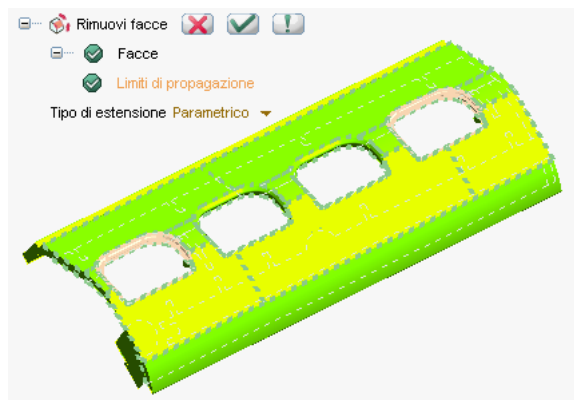 Rimuovi facce
Facce
Limiti di propagazione
Tipo di estensione Parametrico